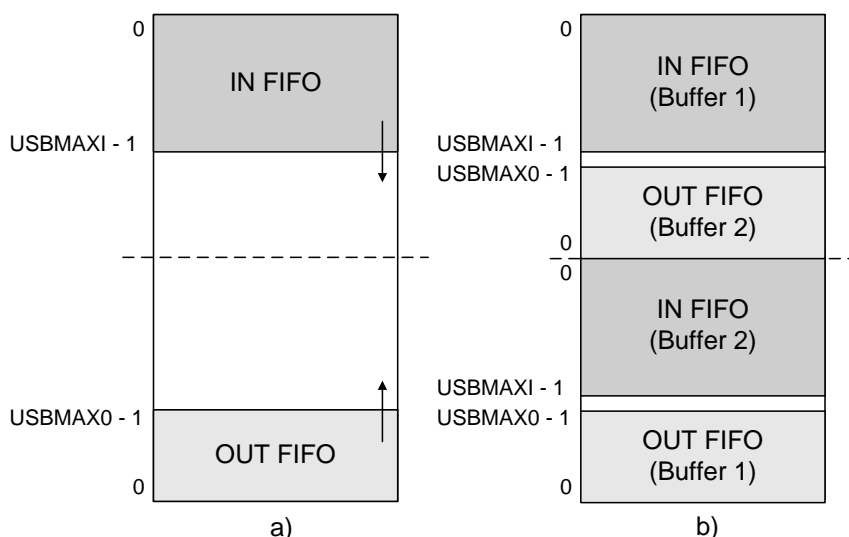 0
IN FIFO
USBMAXI - 1
USBMAX0 - 1
OUT FIFO
0
a)
0
IN FIFO
(Buffer 1)
USBMAXI - 1
USBMAX0 - 1
OUT FIFO
(Buffer 2)
0
0
IN FIFO
(Buffer 2)
USBMAXI - 1
USBMAX0 - 1
OUT FIFO
(Buffer 1)
0
b)